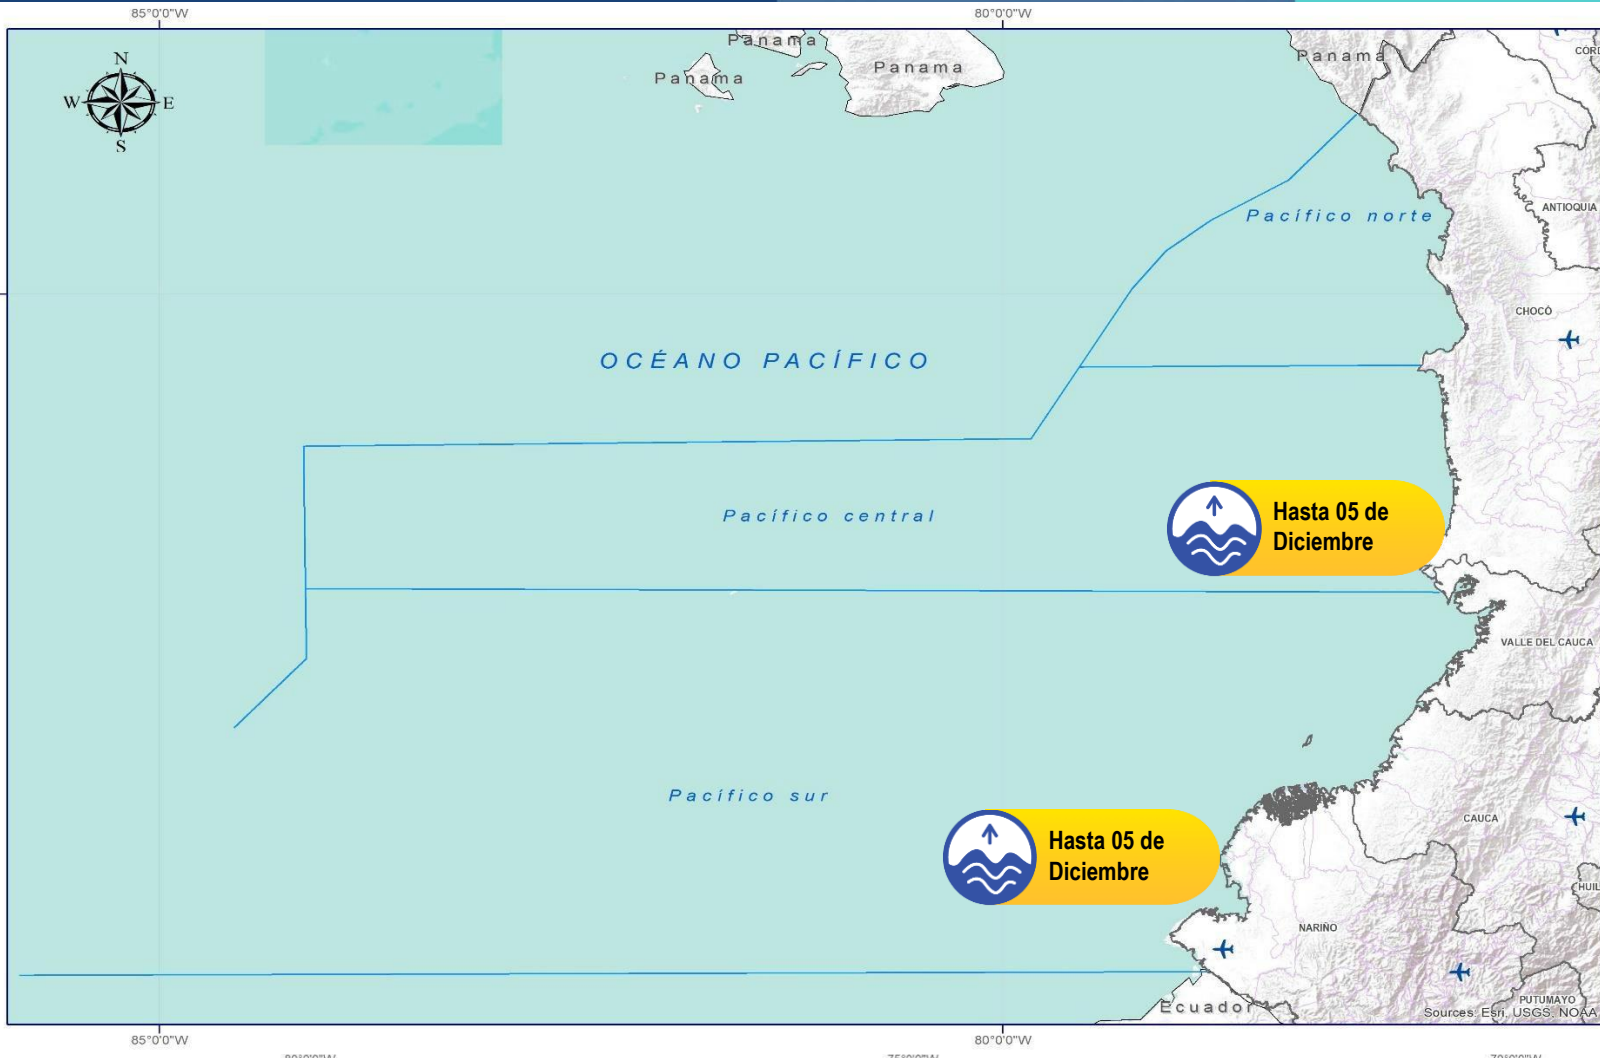 85°0'0"W
80°0'0"W
Panama
Panama
Panama
Panama
N
W
E
S
ANTIOQUIA
Pacífico norte
CHOCÓ
OCÉANO PACÍFICO
Hasta 05 de
Diciembre
Pacífico central
VALLE DEL CAUCA
Pacífico sur
CAUCA
Hasta 05 de
Diciembre
HUIL
NARIÑO
PUTUMAYO
Ecuador
Sources: Esri, USGS, NOAA
85°0'0"W
80°0'0"W